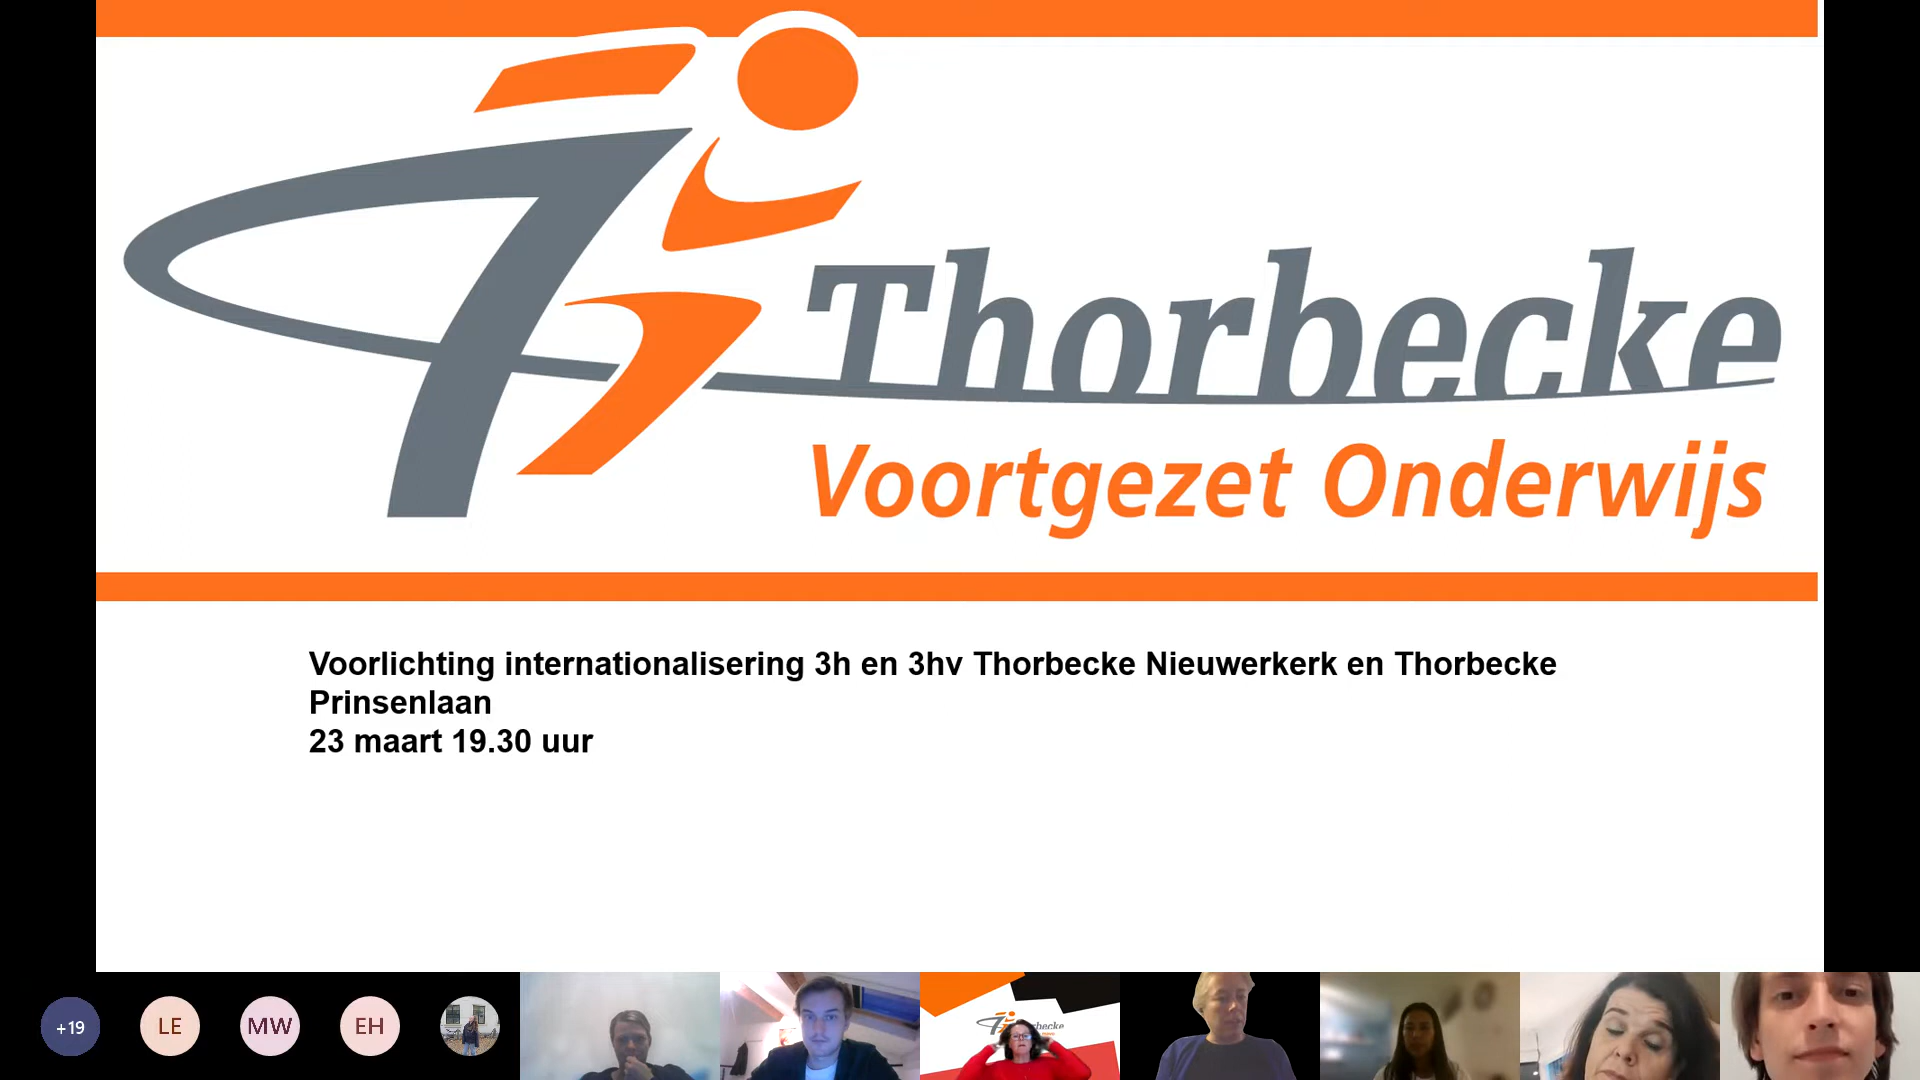 Thorbecke
Voortgezet Onderwijs
Voorlichting internationalisering 3h en 3hv Thorbecke Nieuwerkerk en Thorbecke
Prinsenlaan
23 maart 19.30 uur
+19
LE
MW
EH